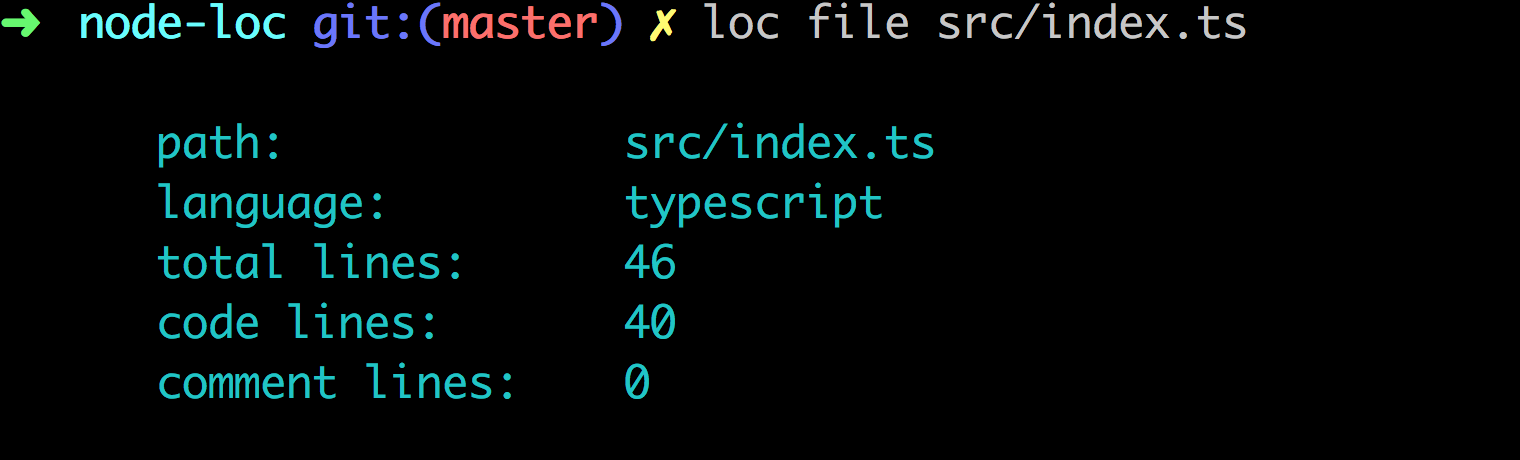 ➜ node-loc git:(master) ✗ loc file src/index.ts
path: src/index.ts
language: typescript
total lines: 46
code lines: 40
comment lines: 0